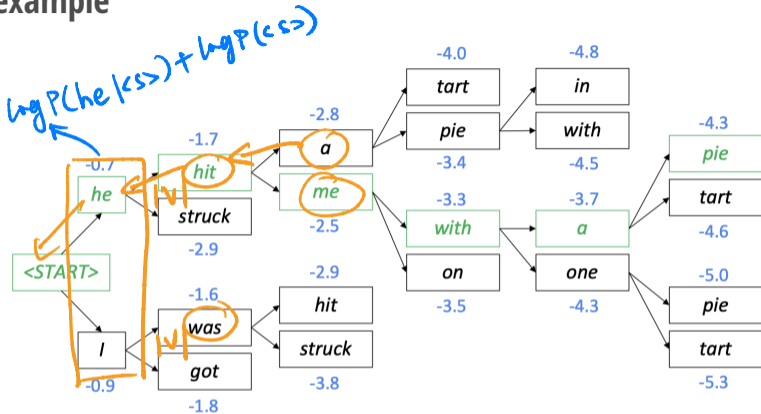 example
log P(he|<s>) + log P(<s>)
-4.0
-4.8
tart
in
-2.8
-1.7
a
pie
with
-4.3
-0.7
hit
-3.4
-4.5
pie
he
|V|
me
-3.3
-3.7
struck
-2.5
with
a
tart
-2.9
<START>
-2.9
on
one
-4.6
-1.6
hit
-3.5
-4.3
-5.0
was
pie
I
|V|
struck
got
tart
-0.9
-3.8
-1.8
-5.3